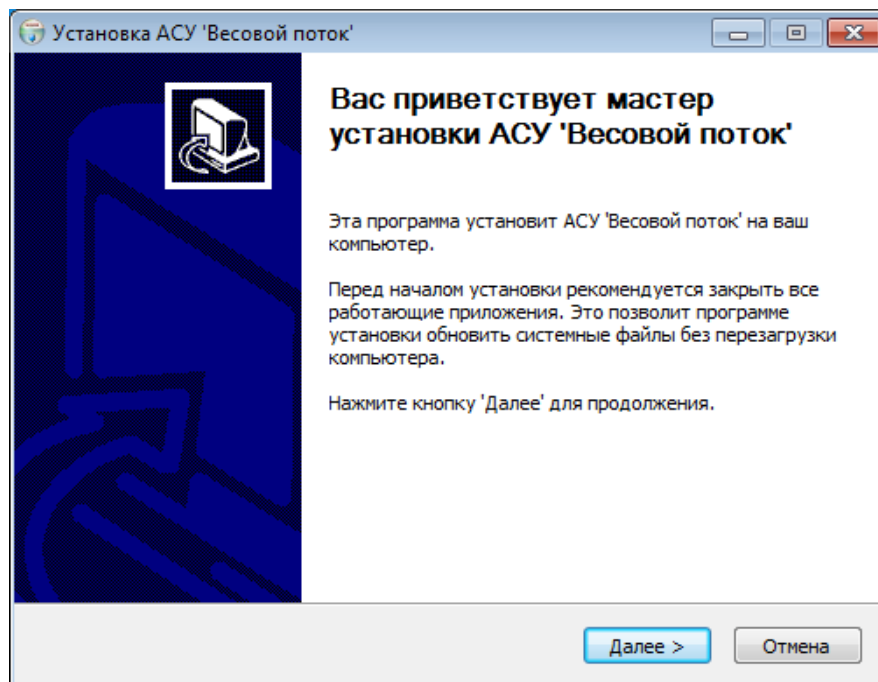 Установка АСУ 'Весовой поток'
Вас приветствует мастер
установки АСУ 'Весовой поток'
Эта программа установит АСУ 'Весовой поток' на ваш
компьютер.
Перед началом установки рекомендуется закрыть все
работающие приложения. Это позволит программе
установки обновить системные файлы без перезагрузки
компьютера.
Нажмите кнопку 'Далее' для продолжения.
Далее >
Отмена